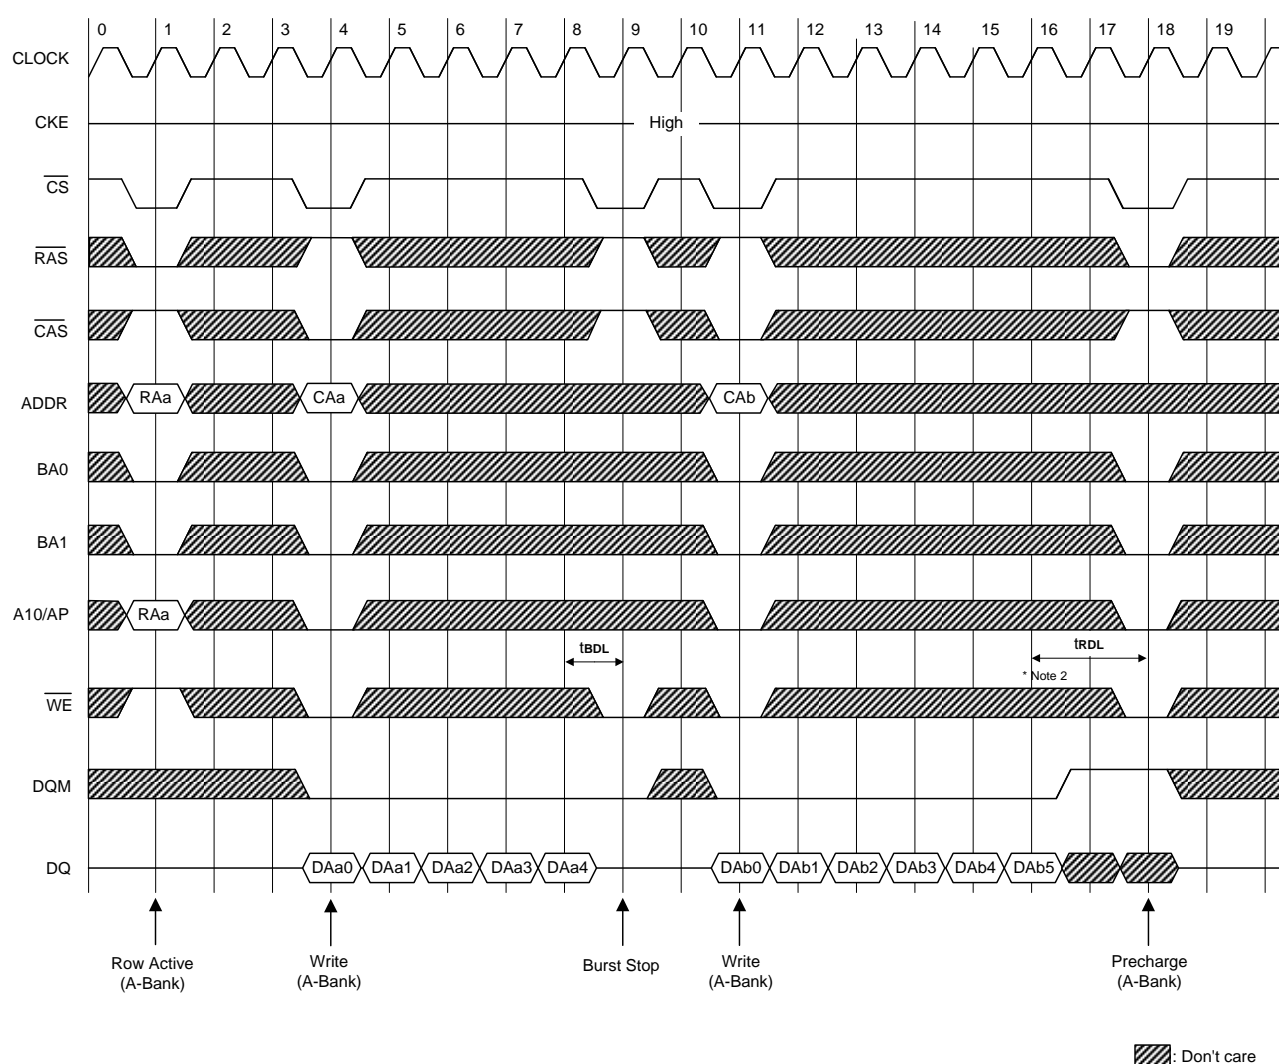 0 1 2 3 4 5 6 7 8 9 10 11 12 13 14 15 16 17 18 19
CLOCK
CKE High
CS
RAS
CAS
ADDR RAa CAa CAb
BA0
BA1
A10/AP RAa
tBDL tRDL
* Note 2
WE
DQM
DQ DAa0 DAa1 DAa2 DAa3 DAa4 DAb0 DAb1 DAb2 DAb3 DAb4 DAb5
Row Active
(A-Bank)
Write
(A-Bank)
Burst Stop
Write
(A-Bank)
Precharge
(A-Bank)
: Don't care